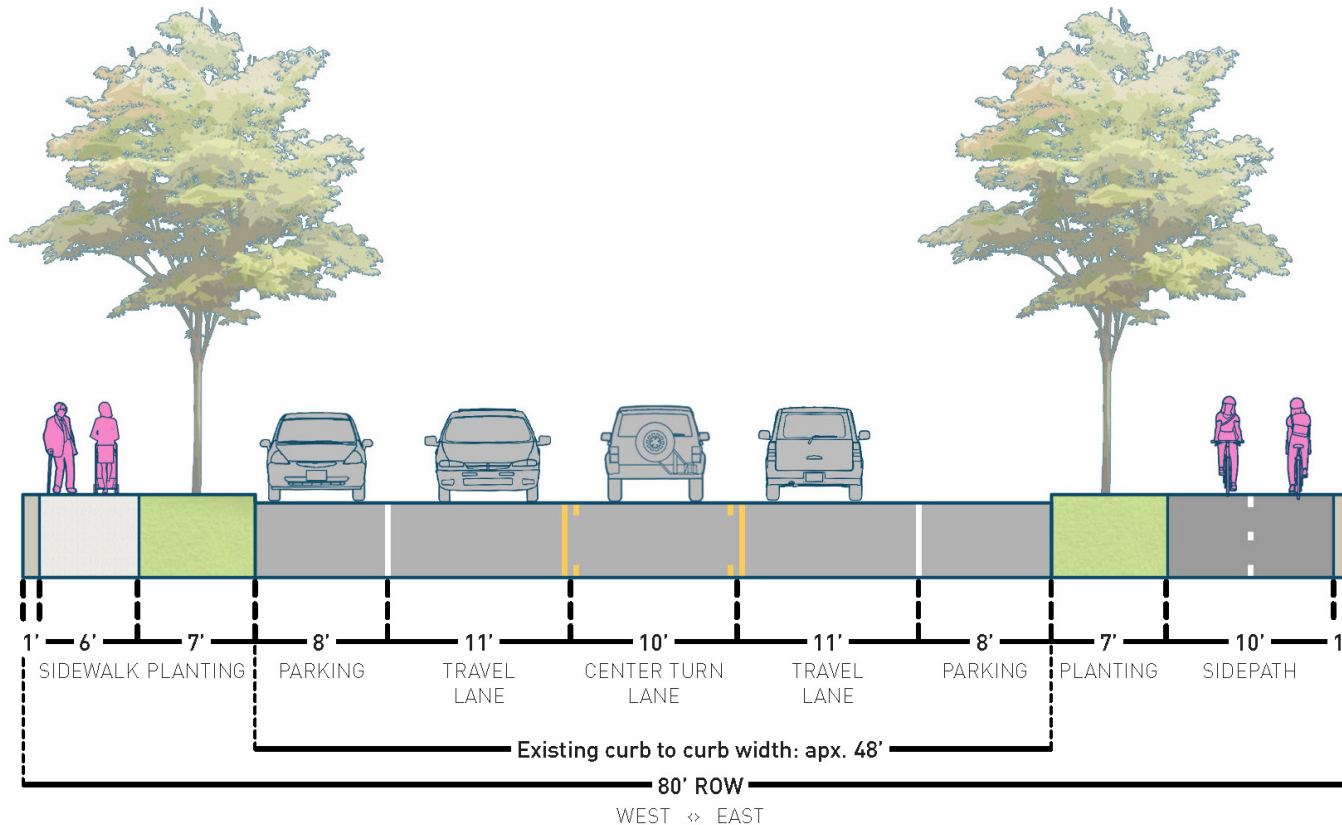 1' 6' 7' 8' 11' 10' 11' 8' 7' 10' 1
SIDEWALK PLANTING PARKING TRAVEL LANE CENTER TURN LANE TRAVEL LANE PARKING PLANTING SIDEPATH
Existing curb to curb width: apx. 48'
80' ROW
WEST <> EAST